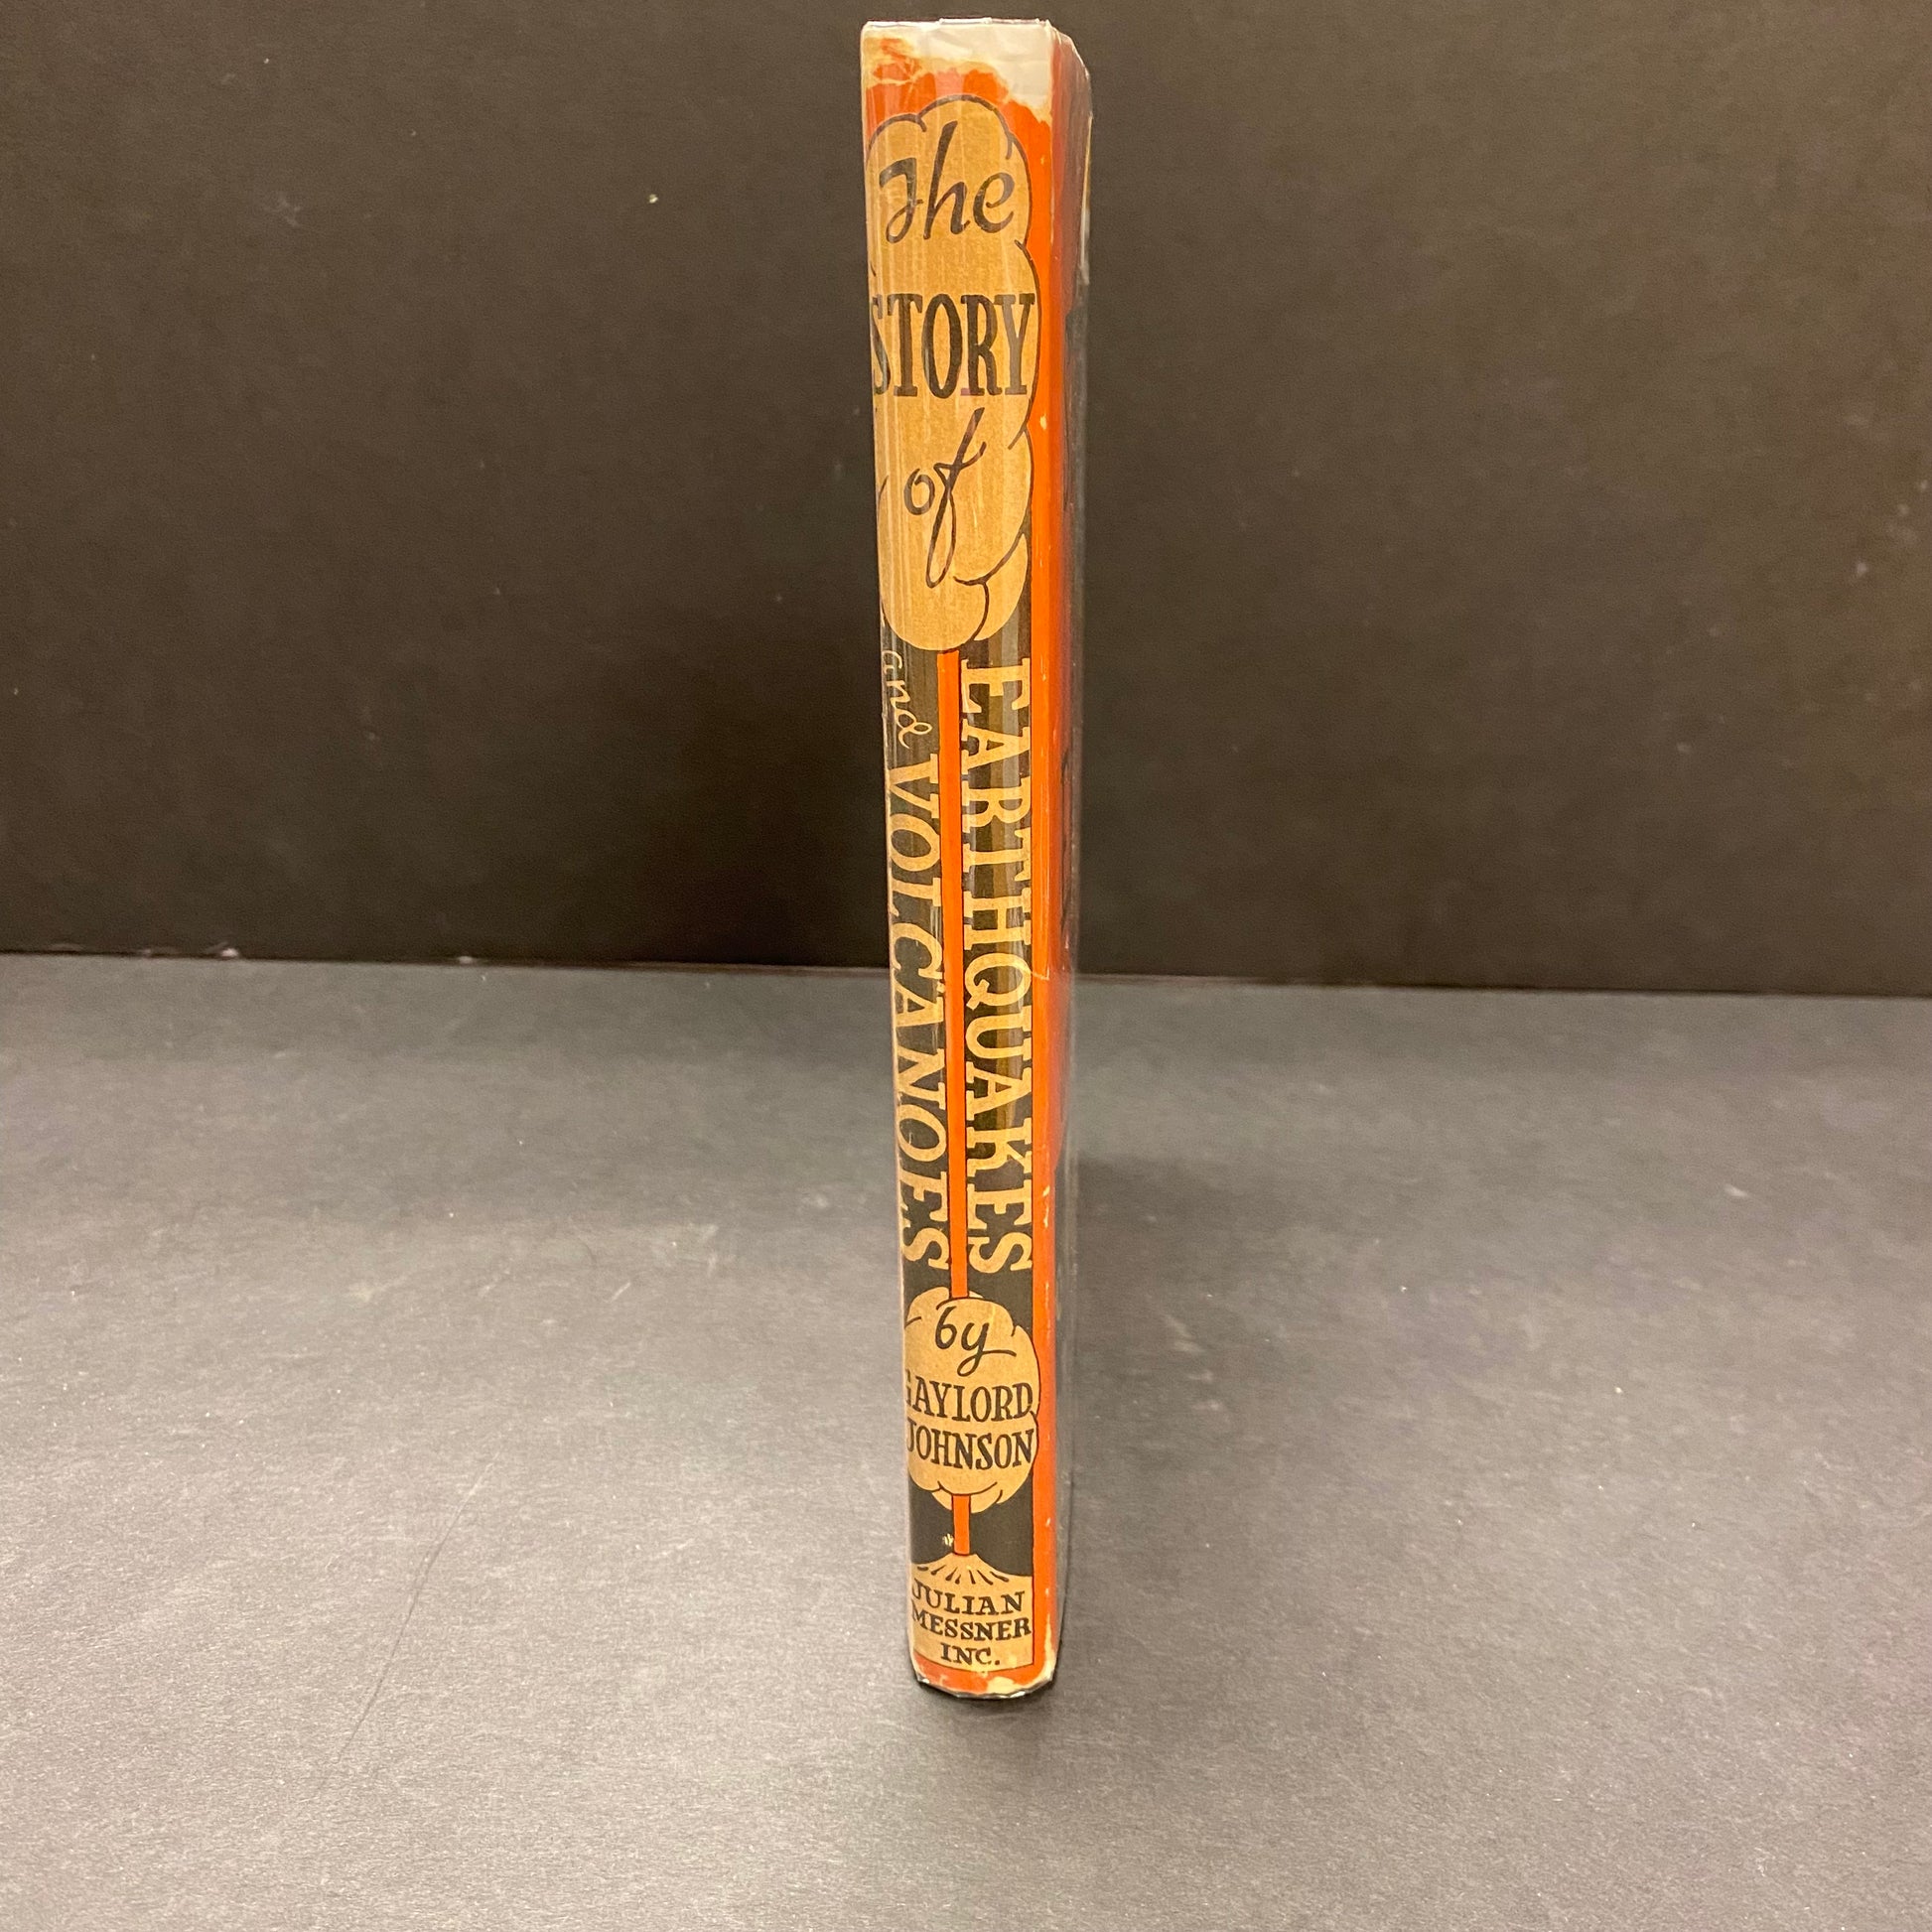 The
STORY
of
EARTHQUAKES
and VOLCANOES
by
GAYLORD
JOHNSON
JULIAN
MESSNER
INC.